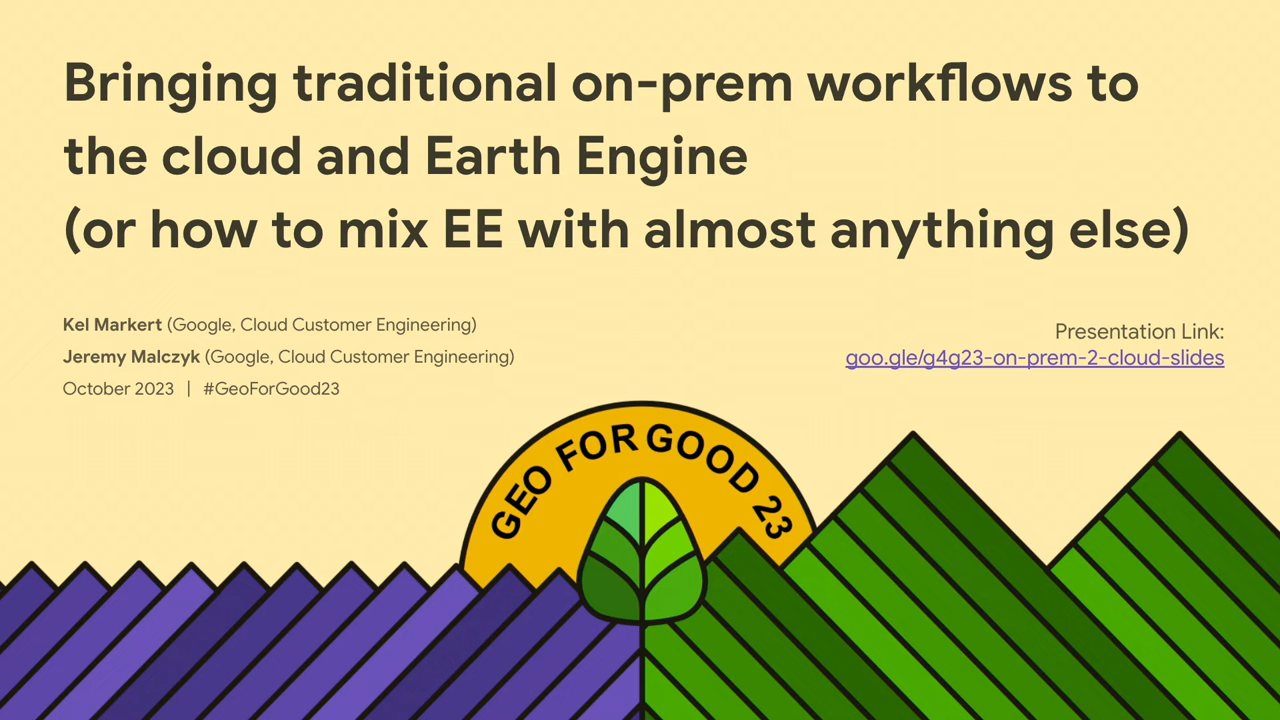 Bringing traditional on-prem workflows to
the cloud and Earth Engine
(or how to mix EE with almost anything else)
Kel Markert (Google, Cloud Customer Engineering)
Jeremy Malczyk (Google, Cloud Customer Engineering)
October 2023 | #GeoForGood23
Presentation Link:
goo.gle/g4g23-on-prem-2-cloud-slides
GEO FOR GOOD 23